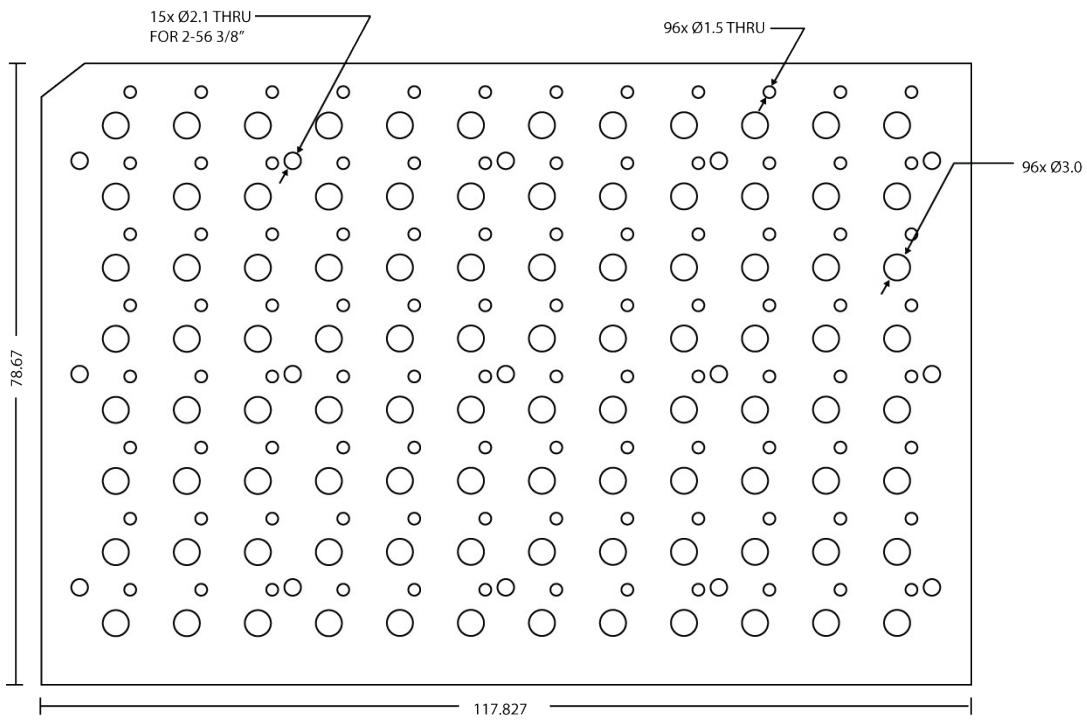 15x Ø2.1 THRU
FOR 2-56 3/8”
96x Ø1.5 THRU
96x Ø3.0
78.67
117.827